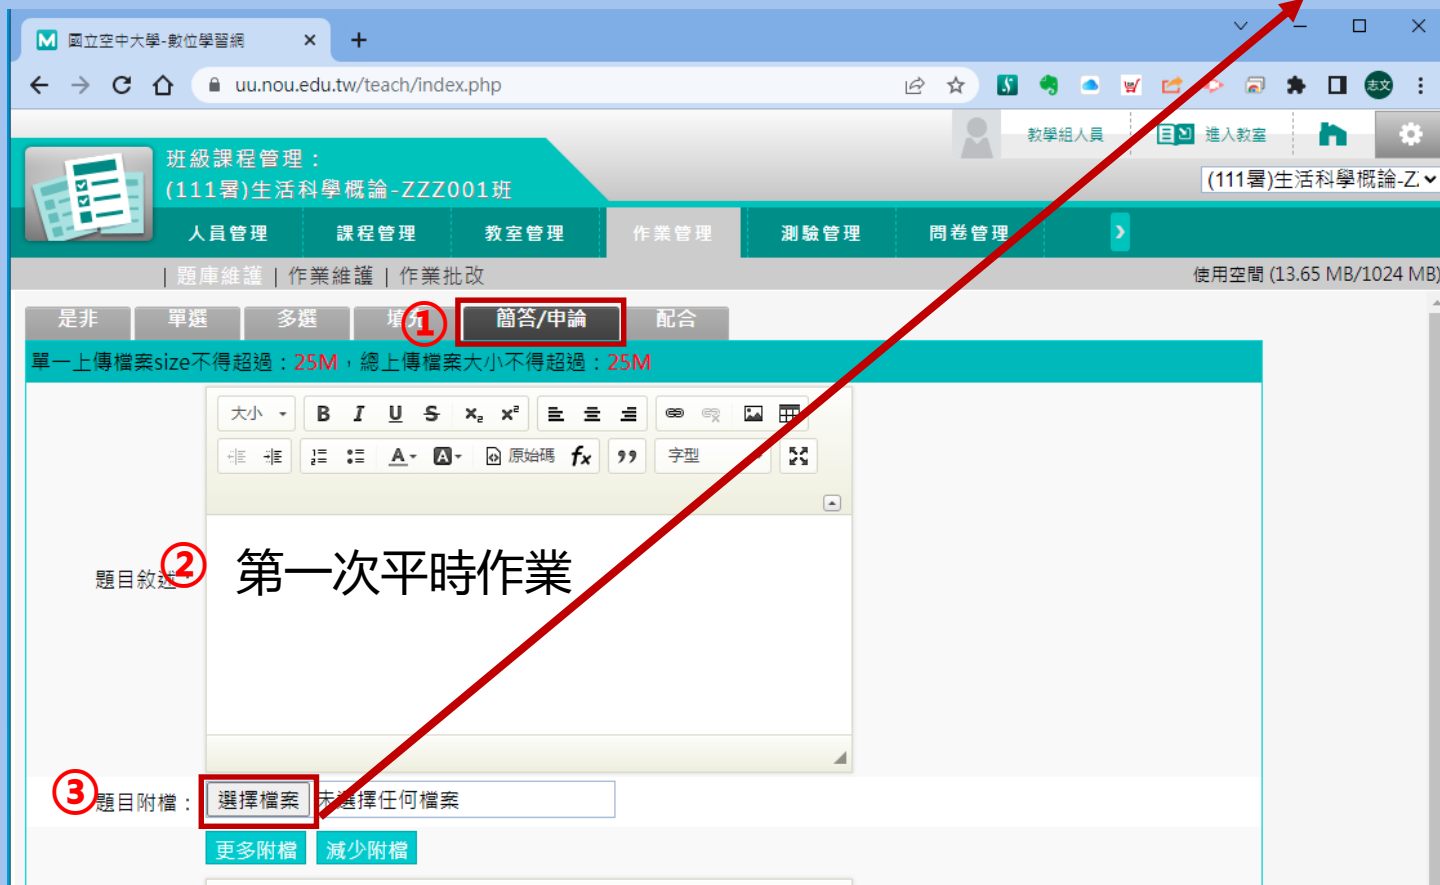 國立空中大學-數位學習網
uu.nou.edu.tw/teach/index.php
志文
教學組人員 進入教室
班級課程管理：
(111暑)生活科學概論-ZZZ001班
(111暑)生活科學概論-Z
人員管理 課程管理 教室管理 作業管理 測驗管理 問卷管理
| 題庫維護 | 作業維護 | 作業批改
使用空間 (13.65 MB/1024 MB)
是非 單選 多選 填充 ① 簡答/申論 配合
單一上傳檔案size不得超過：25M，總上傳檔案大小不得超過：25M
大小 B I U S x₂ x²
A A 原始碼 fx 字型
題目敘述： ② 第一次平時作業
③ 題目附檔： 選擇檔案 未選擇任何檔案
更多附檔 減少附檔